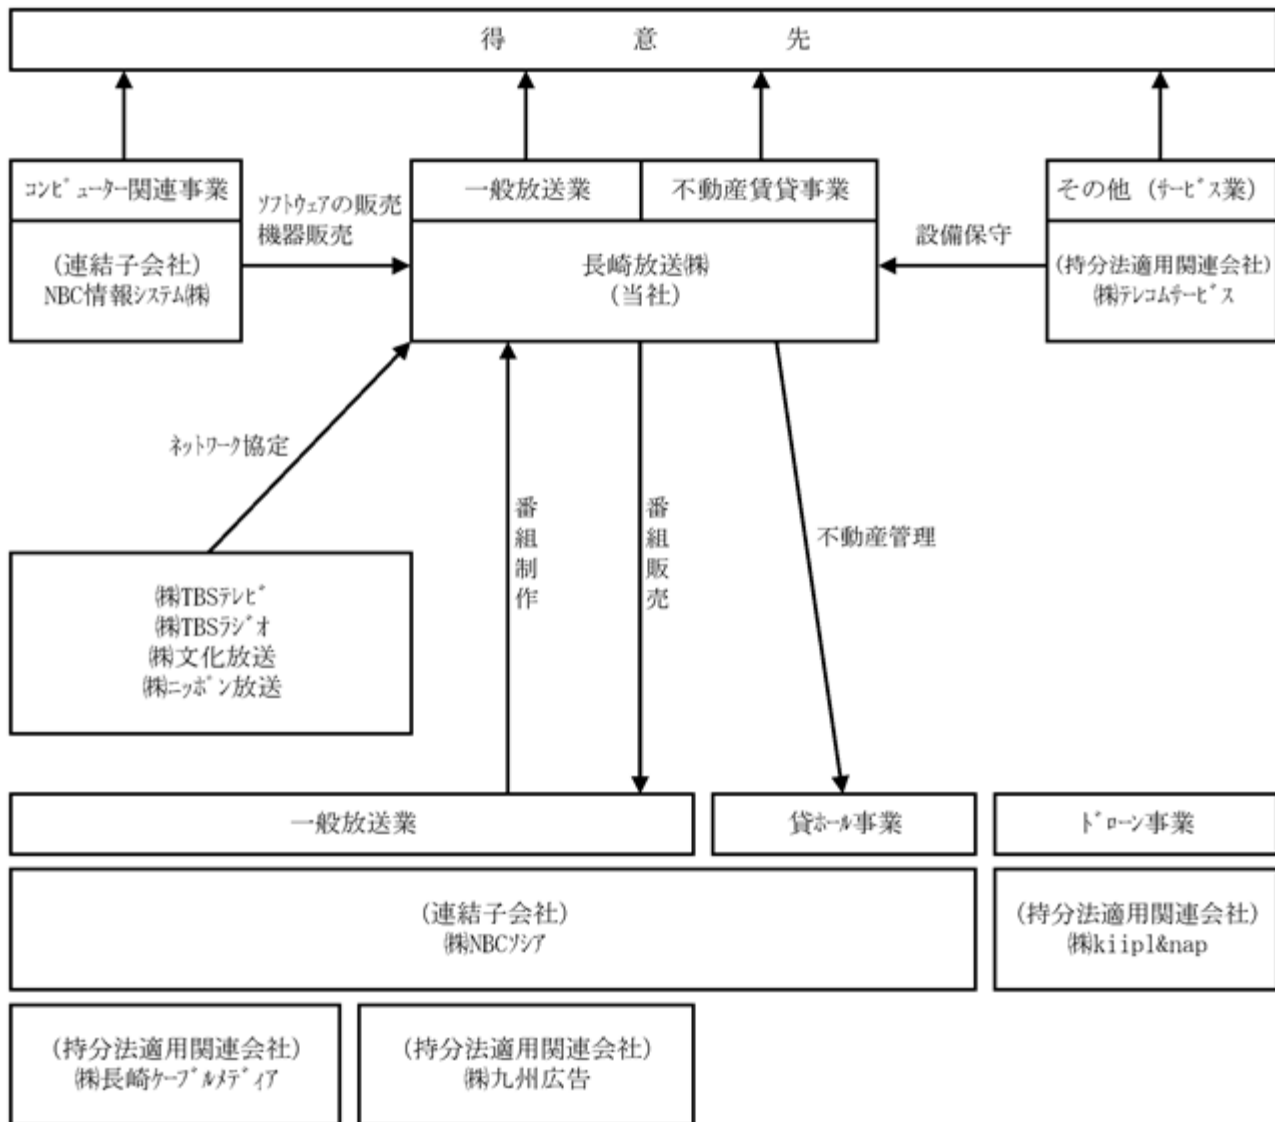 得意先
コンピューター関連事業
一般放送業
不動産賃貸事業
その他(サービス業)
ソフトウェアの販売
機器販売
設備保守
(連結子会社)
NBC情報システム㈱
長崎放送㈱
(当社)
(持分法適用関連会社)
㈱テレコムサービス
ネットワーク協定
番組制作
番組販売
不動産管理
㈱TBSテレビ
㈱TBSラジオ
㈱文化放送
㈱ニッポン放送
一般放送業
貸ホール事業
ドローン事業
(連結子会社)
㈱NBCソシア
(持分法適用関連会社)
㈱kiipl&nap
(持分法適用関連会社)
㈱長崎ケーブルメディア
(持分法適用関連会社)
㈱九州広告